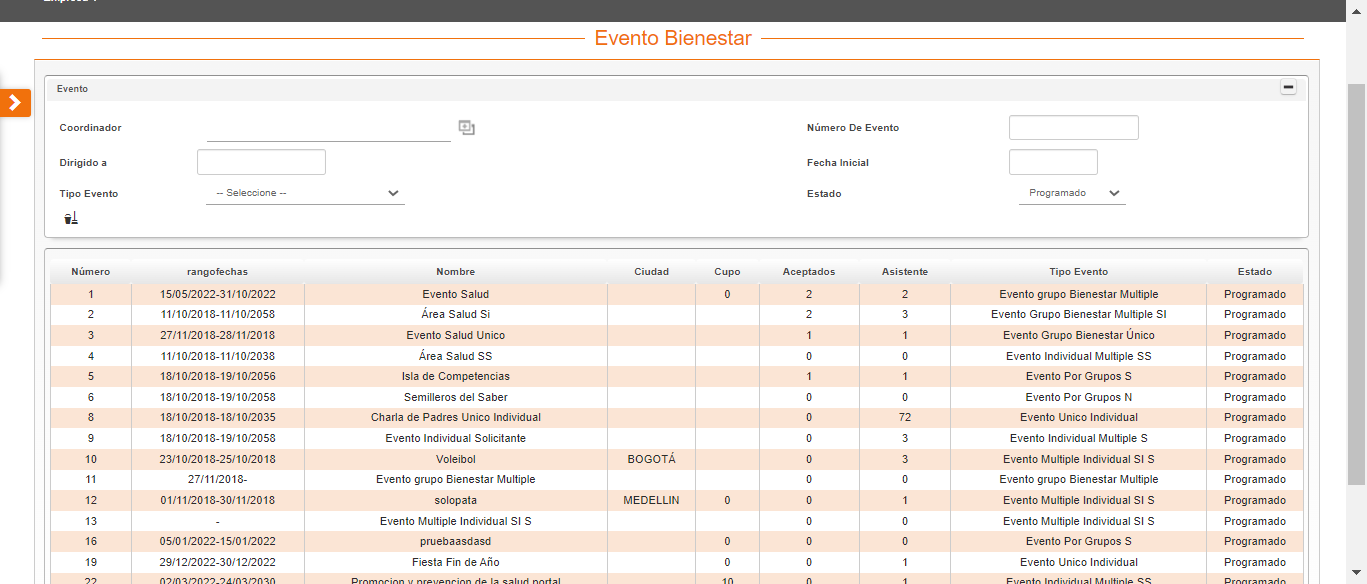 Evento Bienestar
Evento
Coordinador
Número De Evento
Dirigido a
Fecha Inicial
Tipo Evento -- Seleccione --
Estado Programado
Número rangofechas Nombre Ciudad Cupo Aceptados Asistente Tipo Evento Estado
1 15/05/2022-31/10/2022 Evento Salud 0 2 2 Evento grupo Bienestar Multiple Programado
2 11/10/2018-11/10/2058 Área Salud Si 2 3 Evento Grupo Bienestar Multiple SI Programado
3 27/11/2018-28/11/2018 Evento Salud Unico 1 1 Evento Grupo Bienestar Único Programado
4 11/10/2018-11/10/2038 Área Salud SS 0 0 Evento Individual Multiple SS Programado
5 18/10/2018-19/10/2056 Isla de Competencias 1 1 Evento Por Grupos S Programado
6 18/10/2018-19/10/2058 Semilleros del Saber 0 0 Evento Por Grupos N Programado
8 18/10/2018-18/10/2035 Charla de Padres Unico Individual 0 72 Evento Unico Individual Programado
9 18/10/2018-19/10/2058 Evento Individual Solicitante 0 3 Evento Individual Multiple S Programado
10 23/10/2018-25/10/2018 Voleibol BOGOTÁ 0 3 Evento Multiple Individual SI S Programado
11 27/11/2018- Evento grupo Bienestar Multiple 0 0 Evento grupo Bienestar Multiple Programado
12 01/11/2018-30/11/2018 solopata MEDELLIN 0 0 1 Evento Multiple Individual SI S Programado
13 - Evento Multiple Individual SI S 0 0 Evento Multiple Individual SI S Programado
16 05/01/2022-15/01/2022 pruebaasdasd 0 0 0 Evento Por Grupos S Programado
19 29/12/2022-30/12/2022 Fiesta Fin de Año 0 0 1 Evento Unico Individual Programado
22 02/03/2022-24/03/2030 Promocion y prevencion de la salud portal 10 0 1 Evento Individual Multiple SS Programado